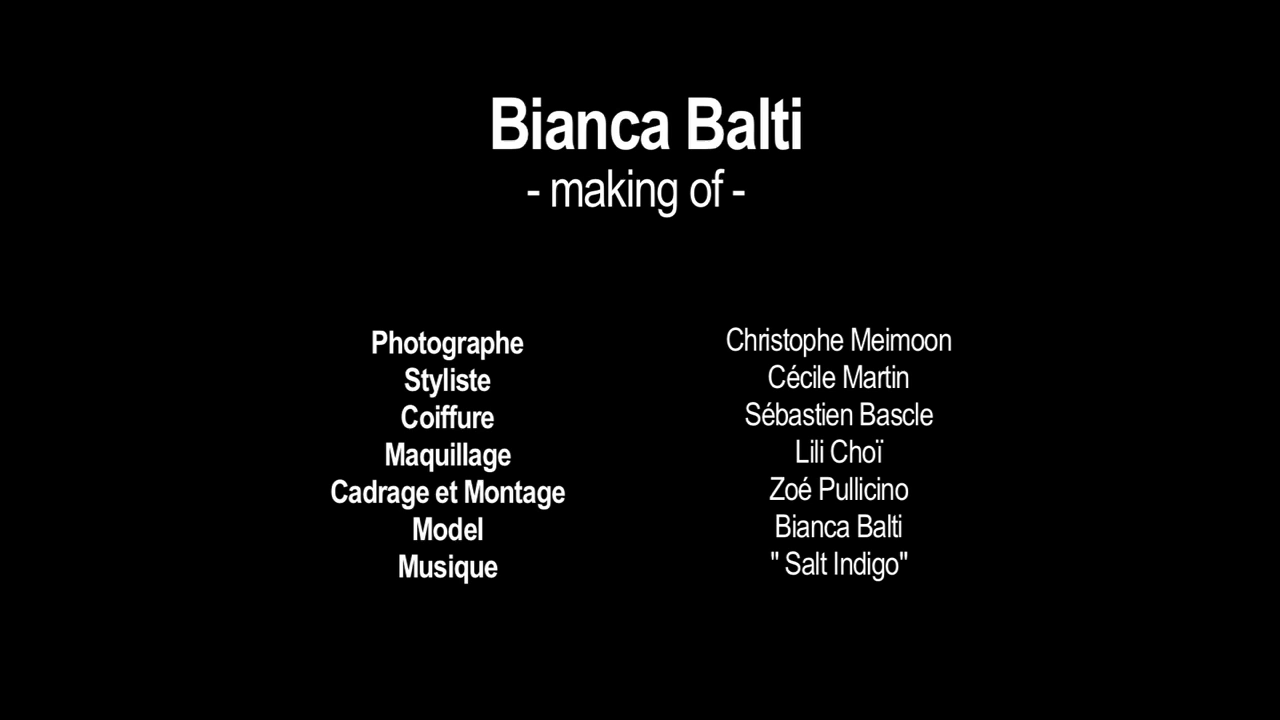 Bianca Balti
- making of -
Photographe Christophe Meimoon
Styliste Cécile Martin
Coiffure Sébastien Bascle
Maquillage Lili Choï
Cadrage et Montage Zoé Pullicino
Model Bianca Balti
Musique " Salt Indigo"